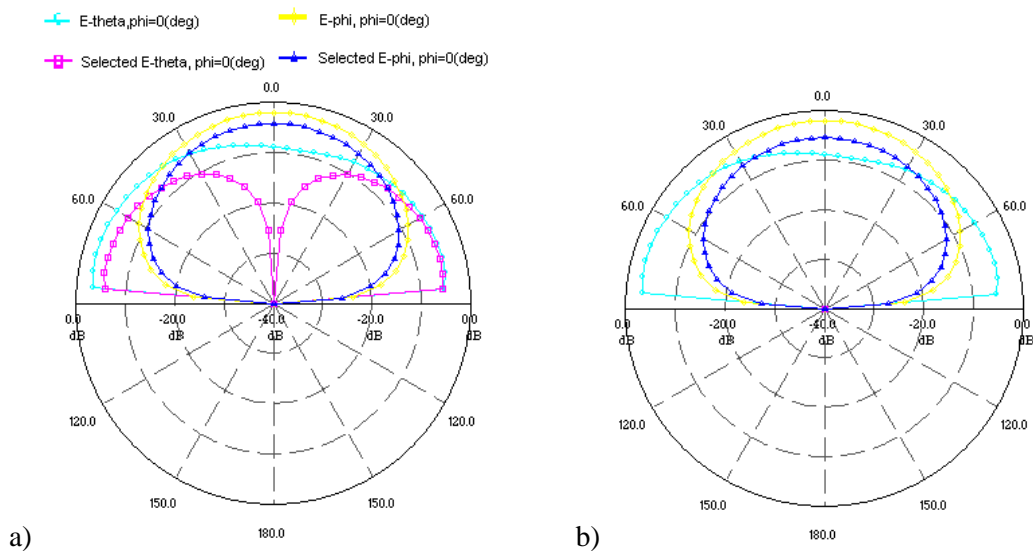 E-theta,phi=0(deg) E-phi, phi=0(deg)
Selected E-theta, phi=0(deg) Selected E-phi, phi=0(deg)
0.0
30.0 30.0
60.0 60.0
0.0 -20.0 -40.0 -20.0 0.0
dB dB dB dB dB
120.0 120.0
150.0 150.0
180.0
a)
0.0
30.0 30.0
60.0 60.0
0.0 -20.0 -40.0 -20.0 0.0
dB dB dB dB dB
120.0 120.0
150.0 150.0
180.0
b)